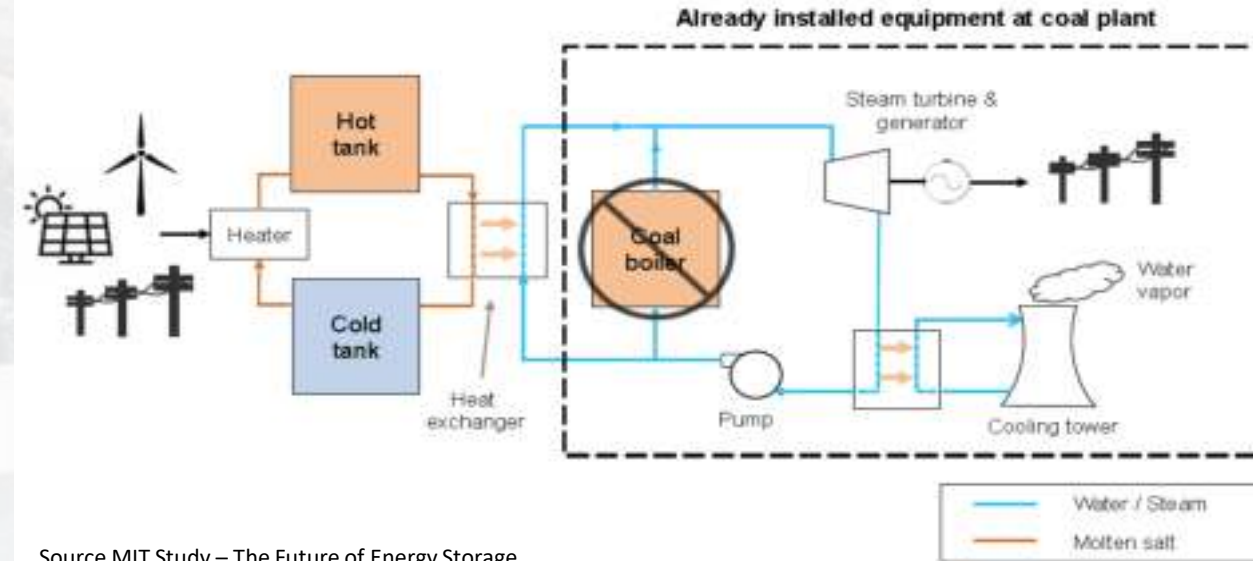 Already installed equipment at coal plant
Hot
tank
Heater
Cold
tank
Heat
exchanger
Coal
boiler
Steam turbine &
generator
Pump
Water
vapor
Cooling tower
Water / Steam
Molten salt
Source MIT Study – The Future of Energy Storage